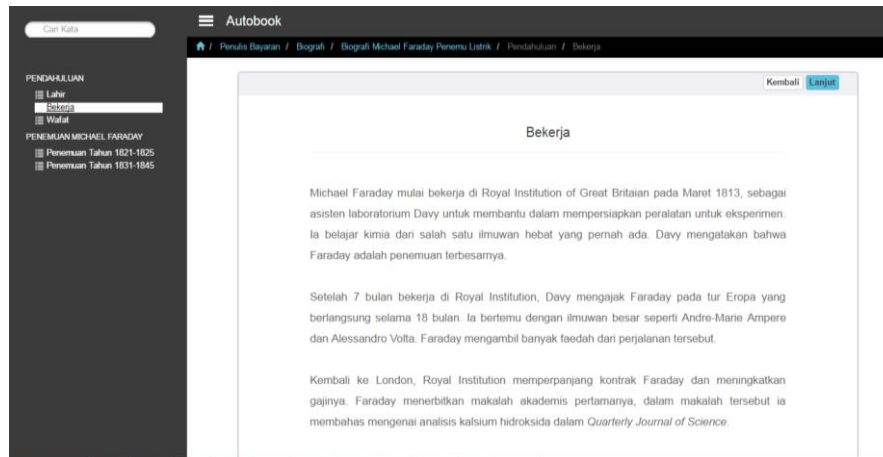 Cari Kata
Autobook
/ Penulis Bayaran / Biografi / Biografi Michael Faraday Penemu Listrik / Pendahuluan / Bekerja
PENDAHULUAN
Lahir
Bekerja
Wafat
PENEMUAN MICHAEL FARADAY
Penemuan Tahun 1821-1825
Penemuan Tahun 1831-1845
Kembali Lanjut
Bekerja
Michael Faraday mulai bekerja di Royal Institution of Great Britaian pada Maret 1813, sebagai
asisten laboratorium Davy untuk membantu dalam mempersiapkan peralatan untuk eksperimen.
Ia belajar kimia dari salah satu ilmuwan hebat yang pernah ada. Davy mengatakan bahwa
Faraday adalah penemuan terbesarnya.
Setelah 7 bulan bekerja di Royal Institution, Davy mengajak Faraday pada tur Eropa yang
berlangsung selama 18 bulan. Ia bertemu dengan ilmuwan besar seperti Andre-Marie Ampere
dan Alessandro Volta. Faraday mengambil banyak faedah dari perjalanan tersebut.
Kembali ke London, Royal Institution memperpanjang kontrak Faraday dan meningkatkan
gajinya. Faraday menerbitkan makalah akademis pertamanya, dalam makalah tersebut ia
membahas mengenai analisis kalsium hidroksida dalam Quarterly Journal of Science.